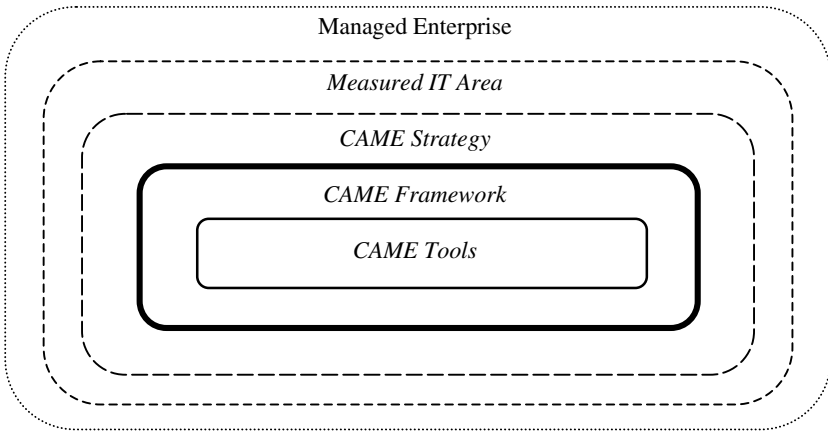 Managed Enterprise
Measured IT Area
CAME Strategy
CAME Framework
CAME Tools